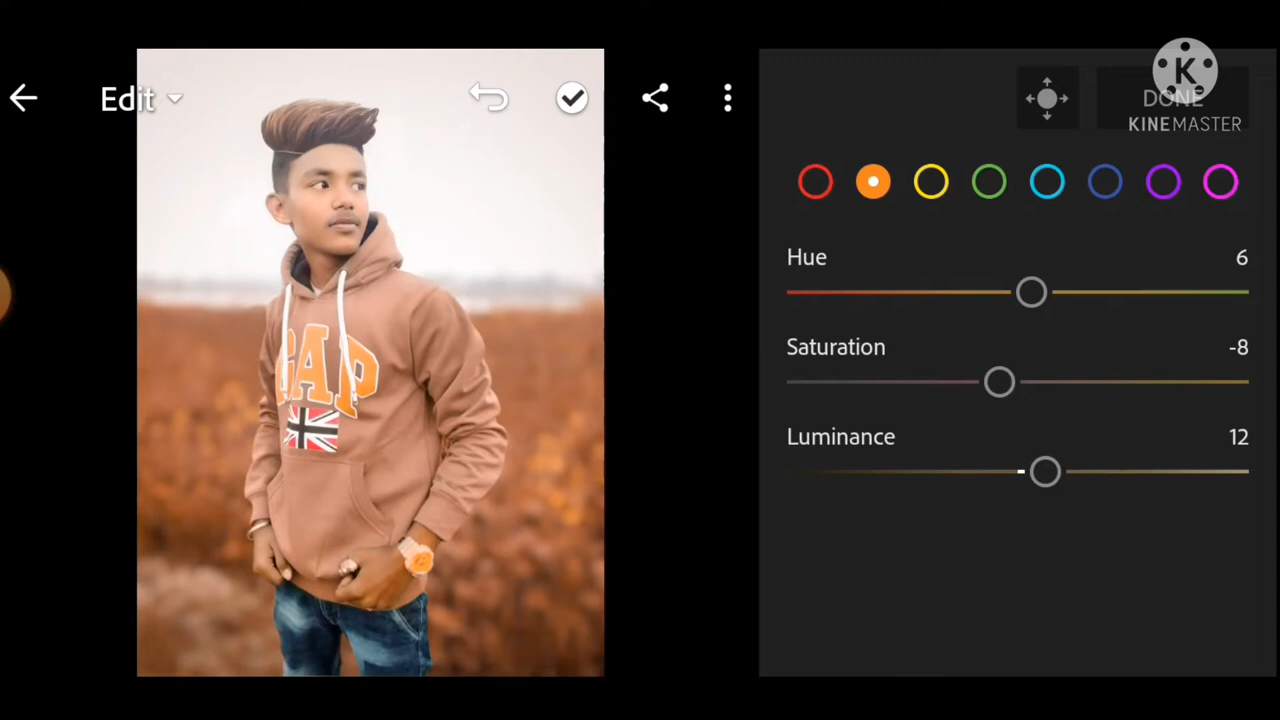 Edit
DONE
KINEMASTER
Hue 6
Saturation -8
Luminance 12
GAP